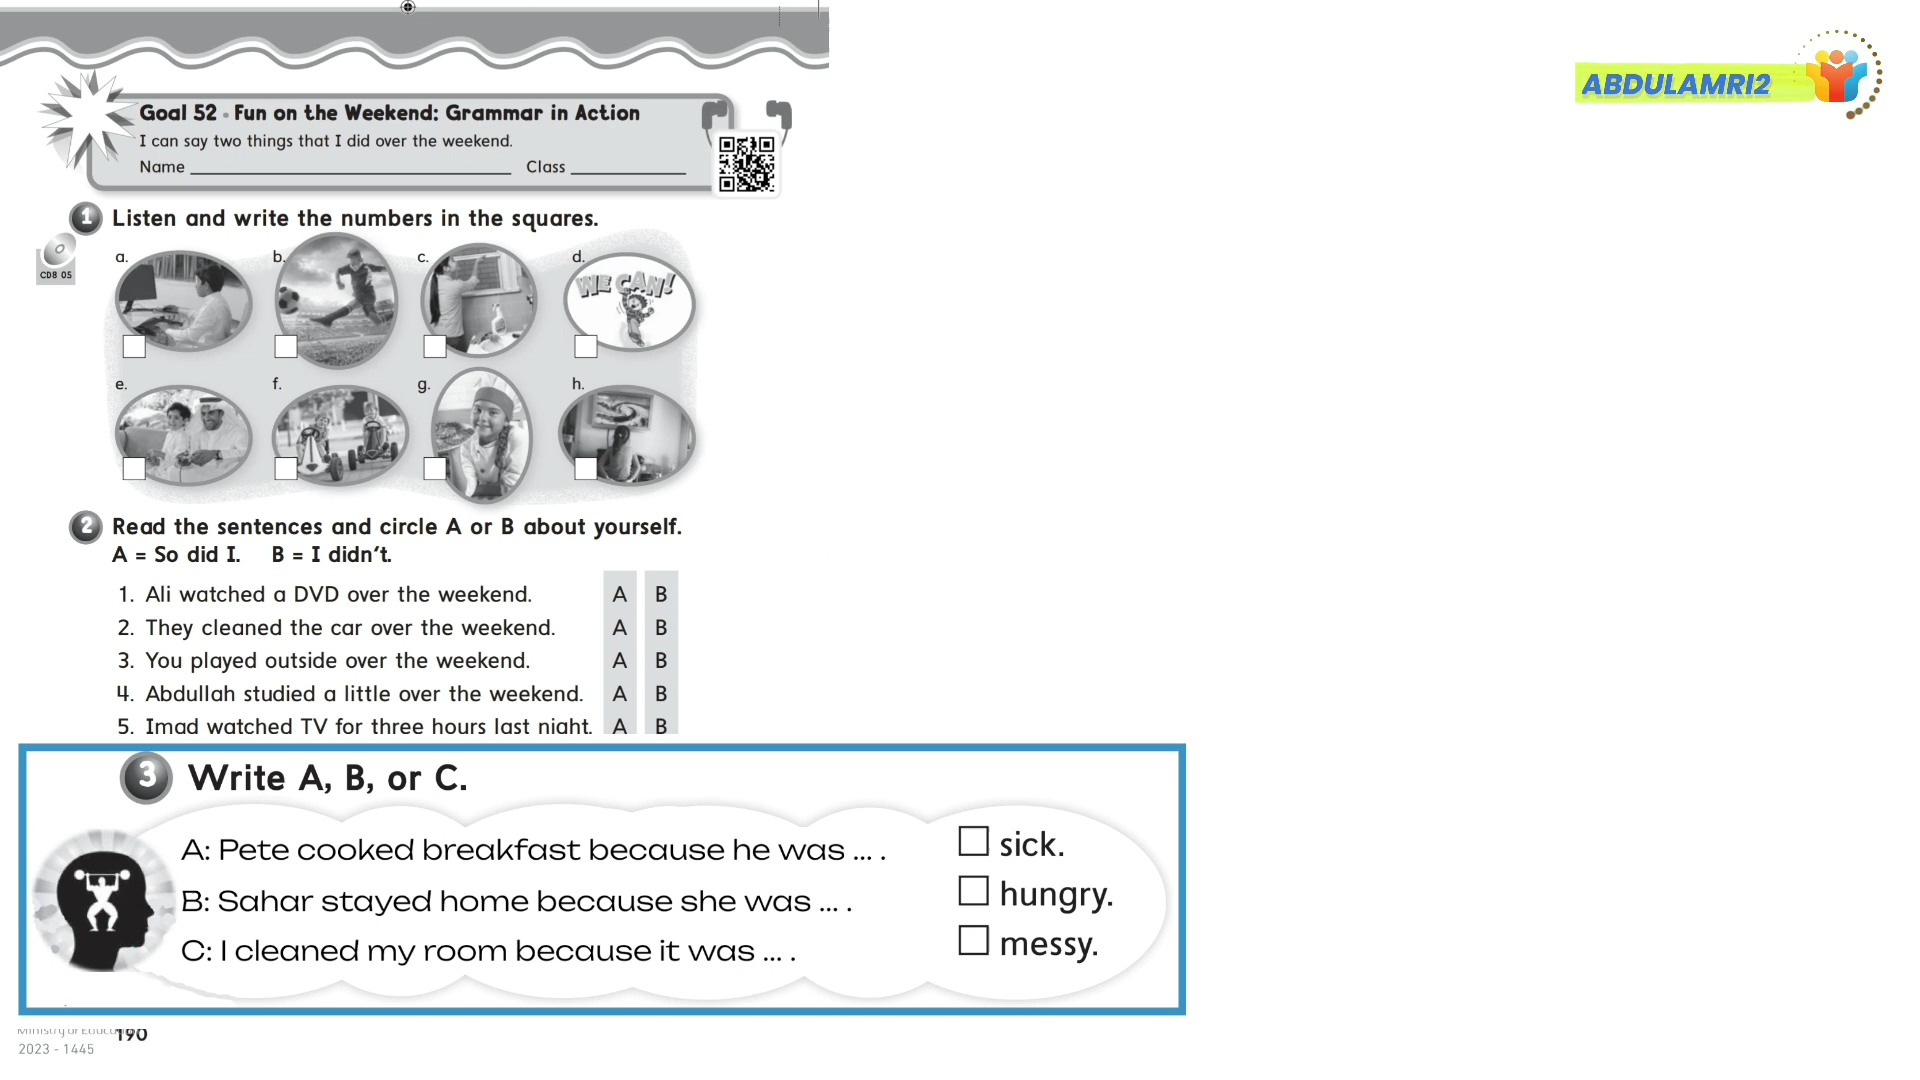 ABDULAMRI2
Goal 52 • Fun on the Weekend: Grammar in Action
I can say two things that I did over the weekend.
Name ____________ Class ____________
1 Listen and write the numbers in the squares.
CD8 05
a. b. c. d.
WE CAN!
e. f. g. h.
2 Read the sentences and circle A or B about yourself.
A = So did I. B = I didn't.
1. Ali watched a DVD over the weekend. A B
2. They cleaned the car over the weekend. A B
3. You played outside over the weekend. A B
4. Abdullah studied a little over the weekend. A B
5. Imad watched TV for three hours last night. A B
3 Write A, B, or C.
A: Pete cooked breakfast because he was ... . □ sick.
B: Sahar stayed home because she was ... . □ hungry.
C: I cleaned my room because it was ... . □ messy.
Ministry of Education 190
2023 - 1445